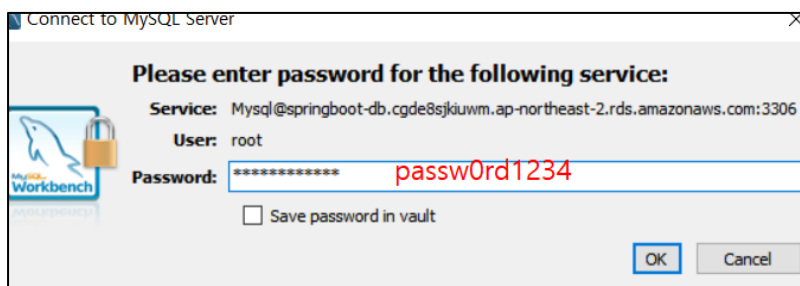 Connect to MySQL Server
Please enter password for the following service:
Service: Mysql@springboot-db.cgde8sjkiuwm.ap-northeast-2.rds.amazonaws.com:3306
User: root
Password: ************ passw0rd1234
MySQL
Workbench
Save password in vault
OK Cancel